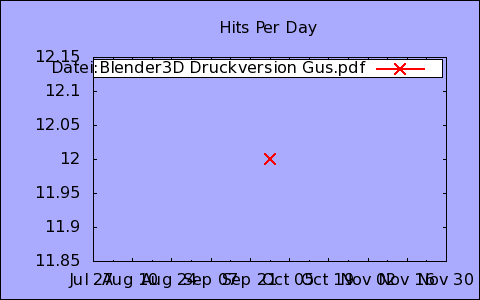 Hits Per Day
12.15
Datei:Blender3D Druckversion Gus.pdf
12.1
12.05
12
11.95
11.9
11.85
Jul 27 Aug 10 Aug 24 Sep 07 Sep 21 Oct 05 Oct 19 Nov 02 Nov 16 Nov 30